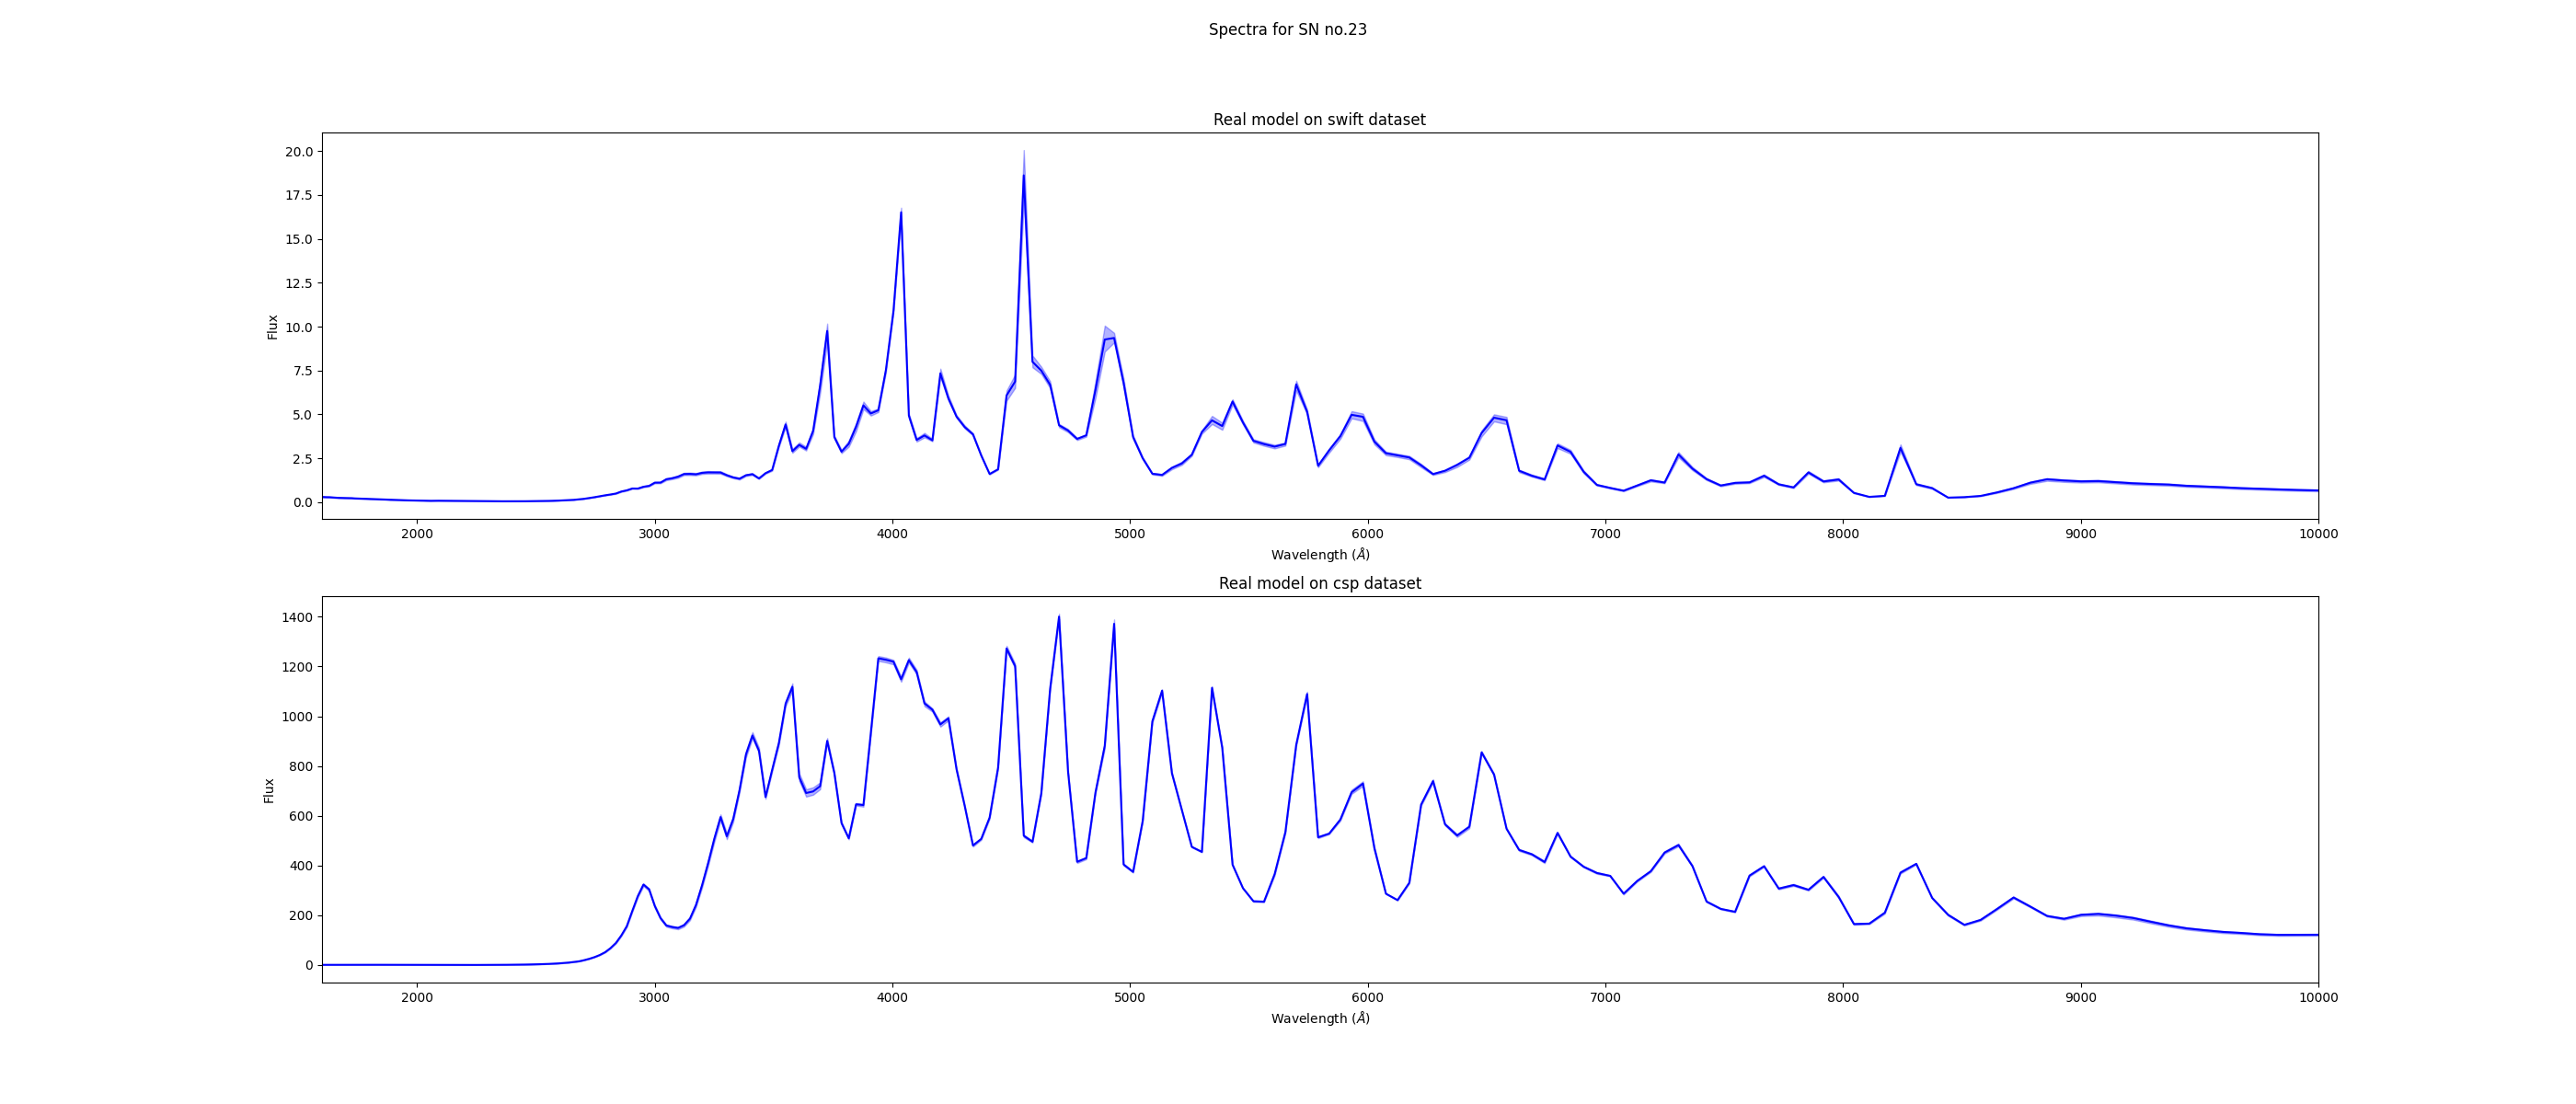 Spectra for SN no.23
Real model on swift dataset
20.0
17.5
15.0
12.5
10.0
7.5
5.0
2.5
0.0
Flux
2000 3000 4000 5000 6000 7000 8000 9000 10000
Wavelength (Å)
Real model on csp dataset
1400
1200
1000
800
600
400
200
0
Flux
2000 3000 4000 5000 6000 7000 8000 9000 10000
Wavelength (Å)